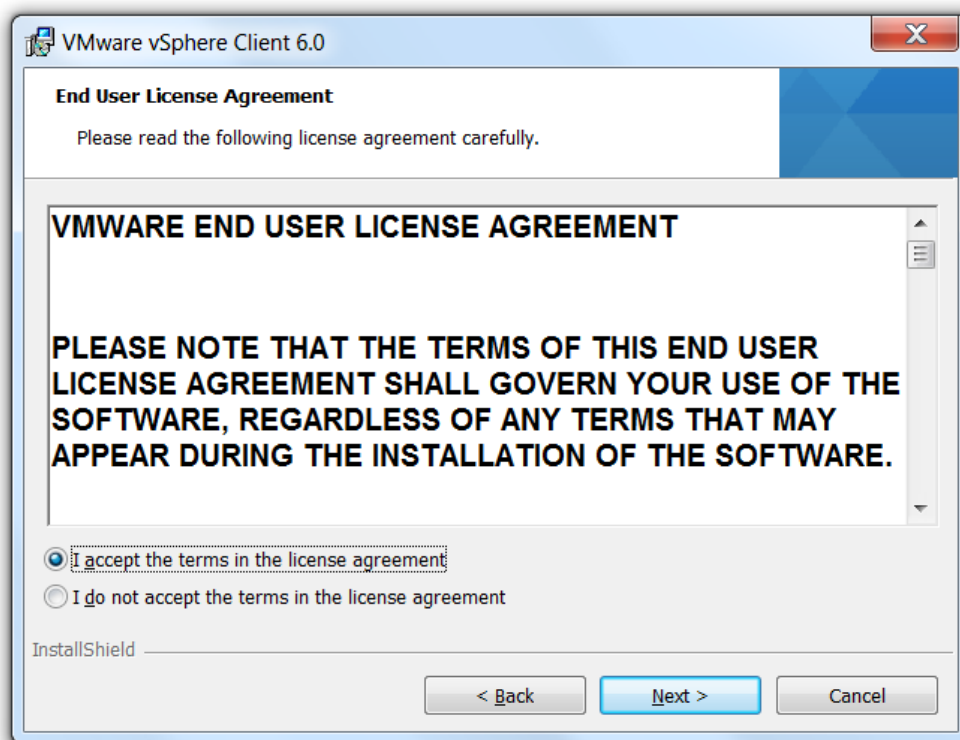 VMware vSphere Client 6.0
End User License Agreement
Please read the following license agreement carefully.
VMWARE END USER LICENSE AGREEMENT
PLEASE NOTE THAT THE TERMS OF THIS END USER
LICENSE AGREEMENT SHALL GOVERN YOUR USE OF THE
SOFTWARE, REGARDLESS OF ANY TERMS THAT MAY
APPEAR DURING THE INSTALLATION OF THE SOFTWARE.
I accept the terms in the license agreement
I do not accept the terms in the license agreement
InstallShield
< Back Next > Cancel